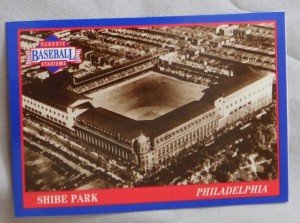 CLASSIC
BASEBALL
STADIUMS
SHIBE PARK
PHILADELPHIA